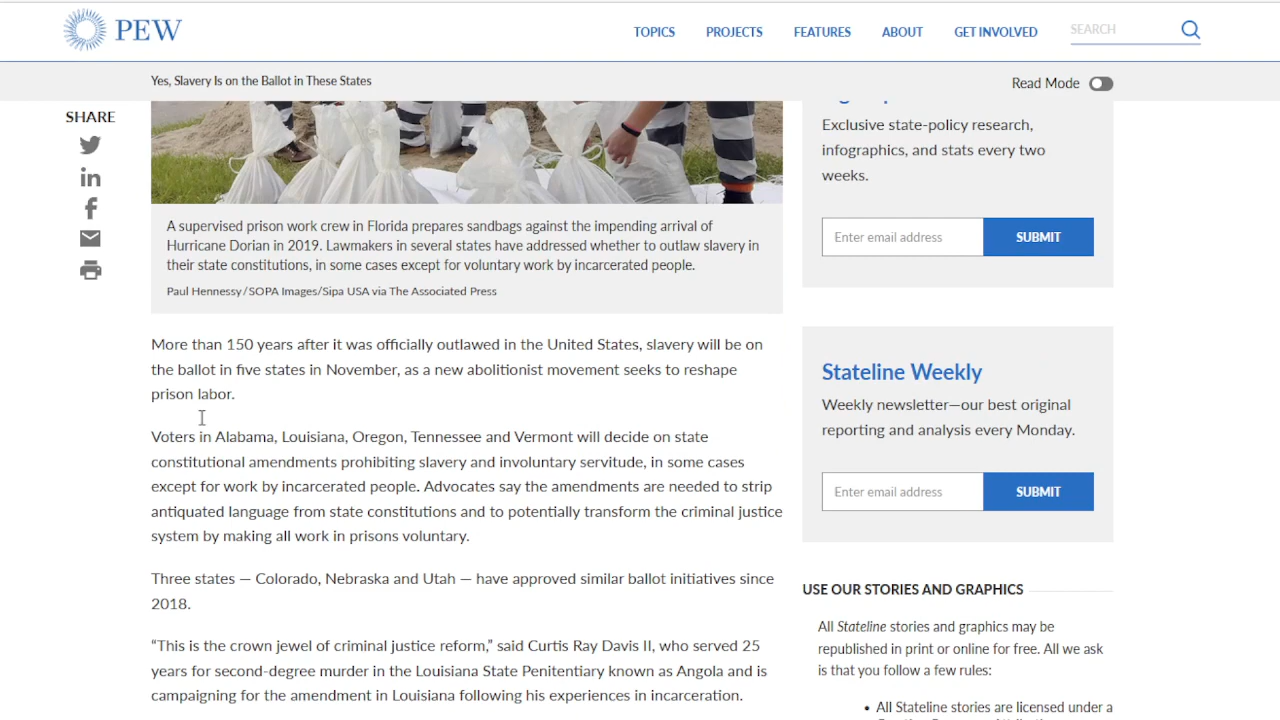 PEW
TOPICS
PROJECTS
FEATURES
ABOUT
GET INVOLVED
SEARCH
Yes, Slavery Is on the Ballot in These States
Read Mode
SHARE
A supervised prison work crew in Florida prepares sandbags against the impending arrival of
Hurricane Dorian in 2019. Lawmakers in several states have addressed whether to outlaw slavery in
their state constitutions, in some cases except for voluntary work by incarcerated people.
Paul Hennessy/SOPA Images/Sipa USA via The Associated Press
More than 150 years after it was officially outlawed in the United States, slavery will be on
the ballot in five states in November, as a new abolitionist movement seeks to reshape
prison labor.
Voters in Alabama, Louisiana, Oregon, Tennessee and Vermont will decide on state
constitutional amendments prohibiting slavery and involuntary servitude, in some cases
except for work by incarcerated people. Advocates say the amendments are needed to strip
antiquated language from state constitutions and to potentially transform the criminal justice
system by making all work in prisons voluntary.
Three states — Colorado, Nebraska and Utah — have approved similar ballot initiatives since
2018.
“This is the crown jewel of criminal justice reform,” said Curtis Ray Davis II, who served 25
years for second-degree murder in the Louisiana State Penitentiary known as Angola and is
campaigning for the amendment in Louisiana following his experiences in incarceration.
Exclusive state-policy research,
infographics, and stats every two
weeks.
Enter email address
SUBMIT
Stateline Weekly
Weekly newsletter—our best original
reporting and analysis every Monday.
Enter email address
SUBMIT
USE OUR STORIES AND GRAPHICS
All Stateline stories and graphics may be
republished in print or online for free. All we ask
is that you follow a few rules:
• All Stateline stories are licensed under a